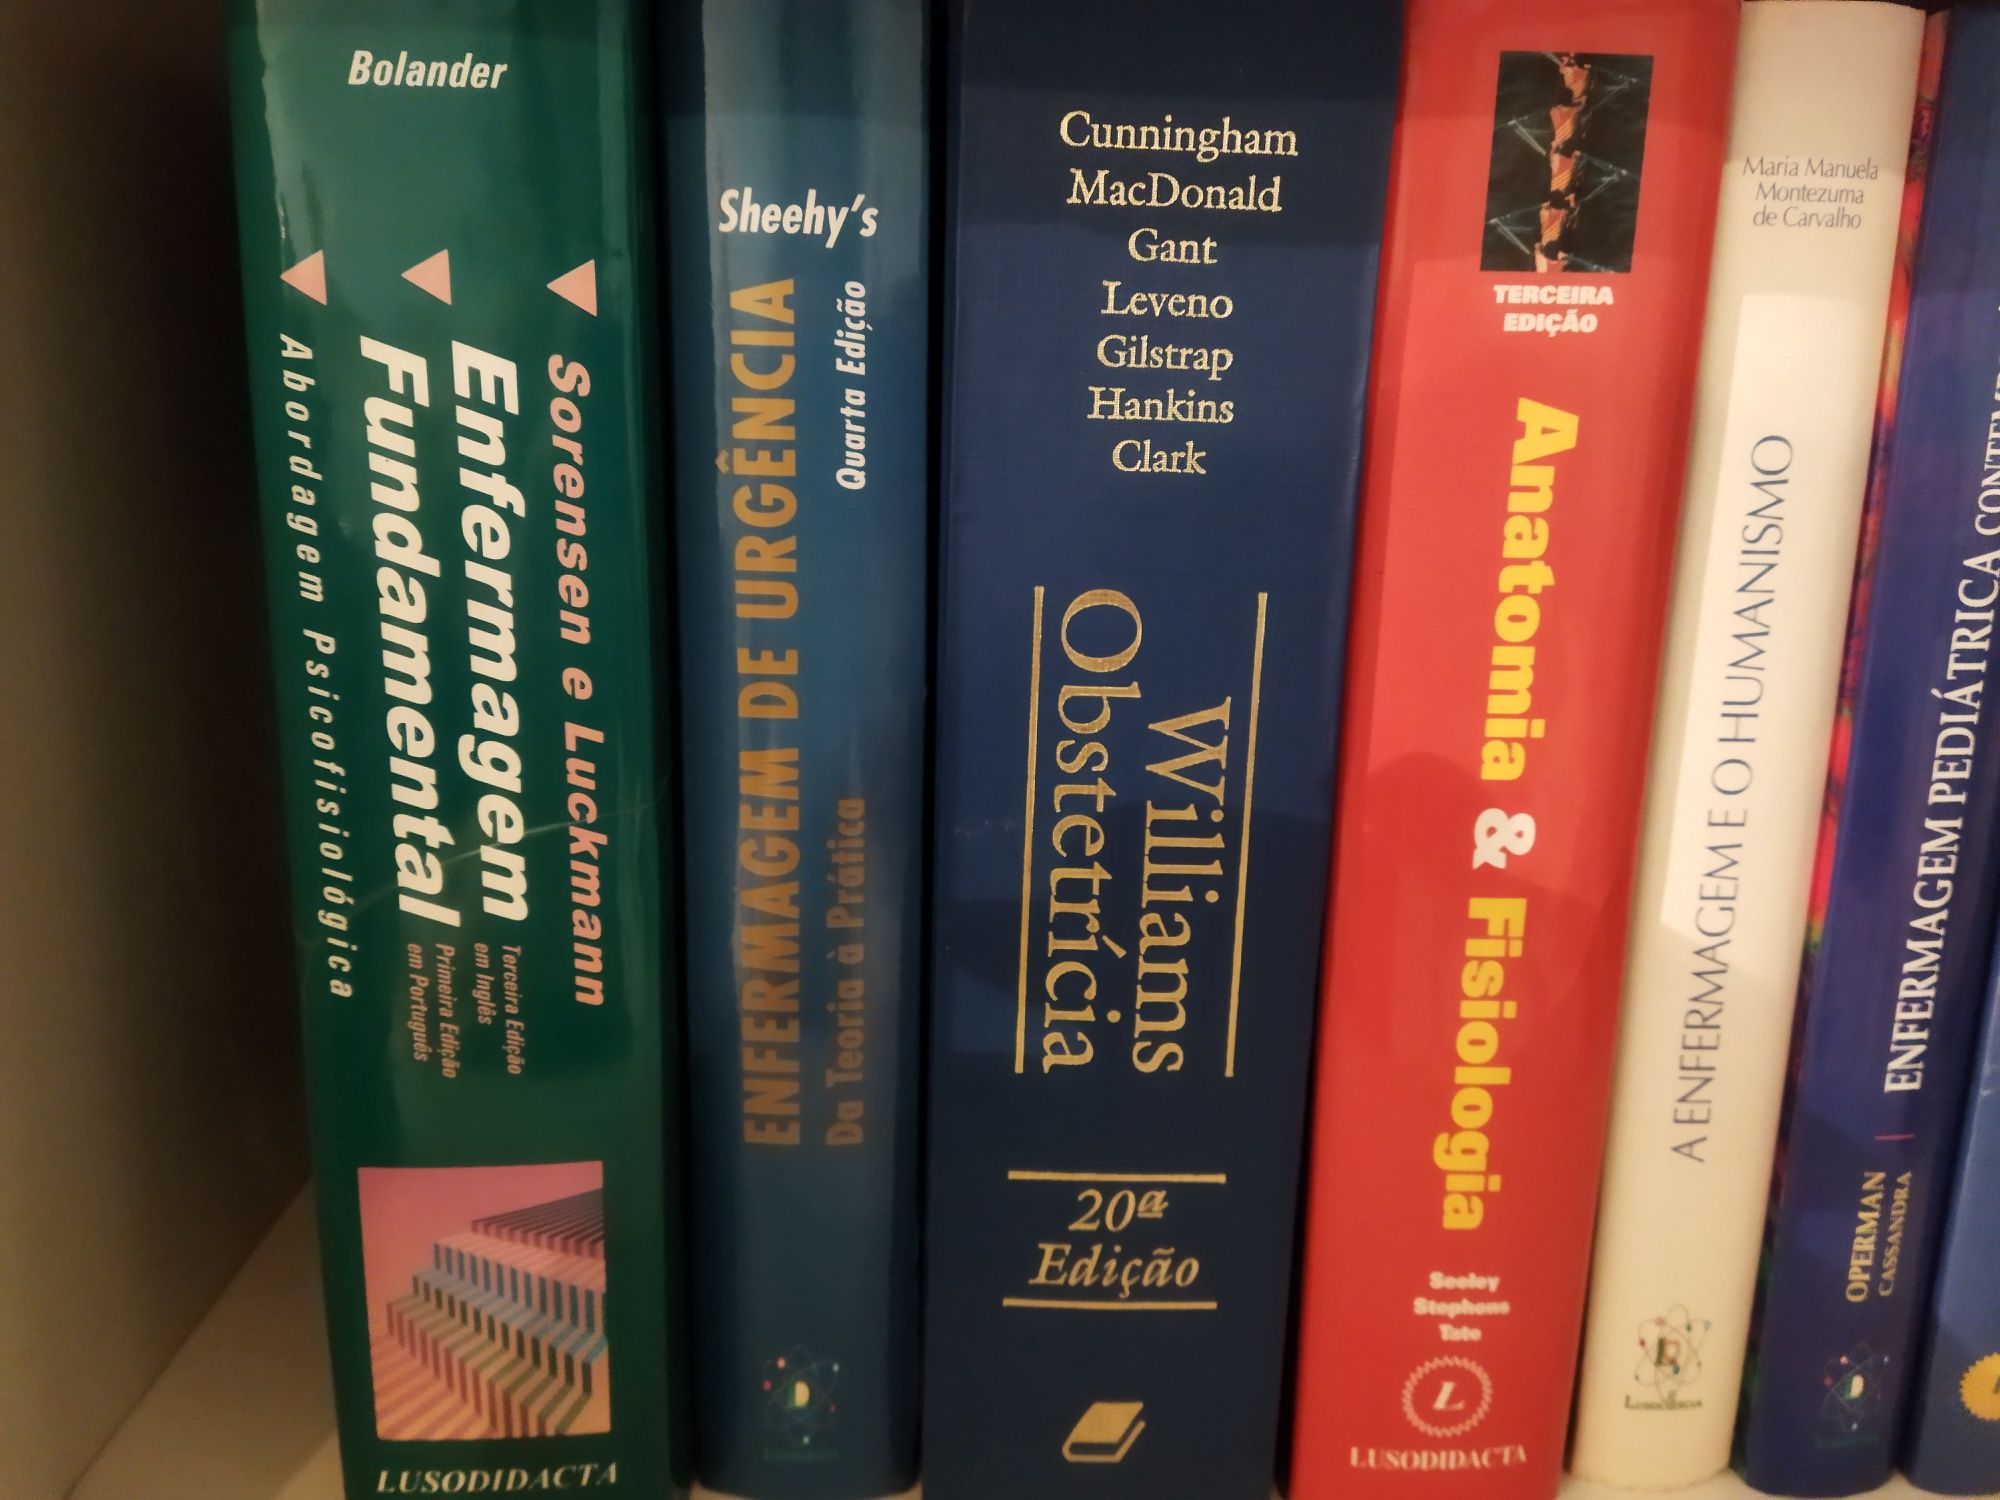 Bolander
Sorensen e Luckmann
Enfermagem
Fundamental
Terceira Edição
em Inglês
Primeira Edição
em Português
Abordagem Psicofisiológica
LUSODIDACTA
Sheehy's
Quarta Edição
ENFERMAGEM DE URGÊNCIA
Da Teoria à Prática
Cunningham
MacDonald
Gant
Leveno
Gilstrap
Hankins
Clark
Williams
Obstetrícia
20ª
Edição
TERCEIRA
EDIÇÃO
Anatomia & Fisiologia
Seeley
Stephens
Tate
L
LUSODIDACTA
Maria Manuela
Montezuma
de Carvalho
A ENFERMAGEM E O HUMANISMO
LUSODIDACTA
ENFERMAGEM PEDIÁTRICA
OPERMAN
CASSANDRA